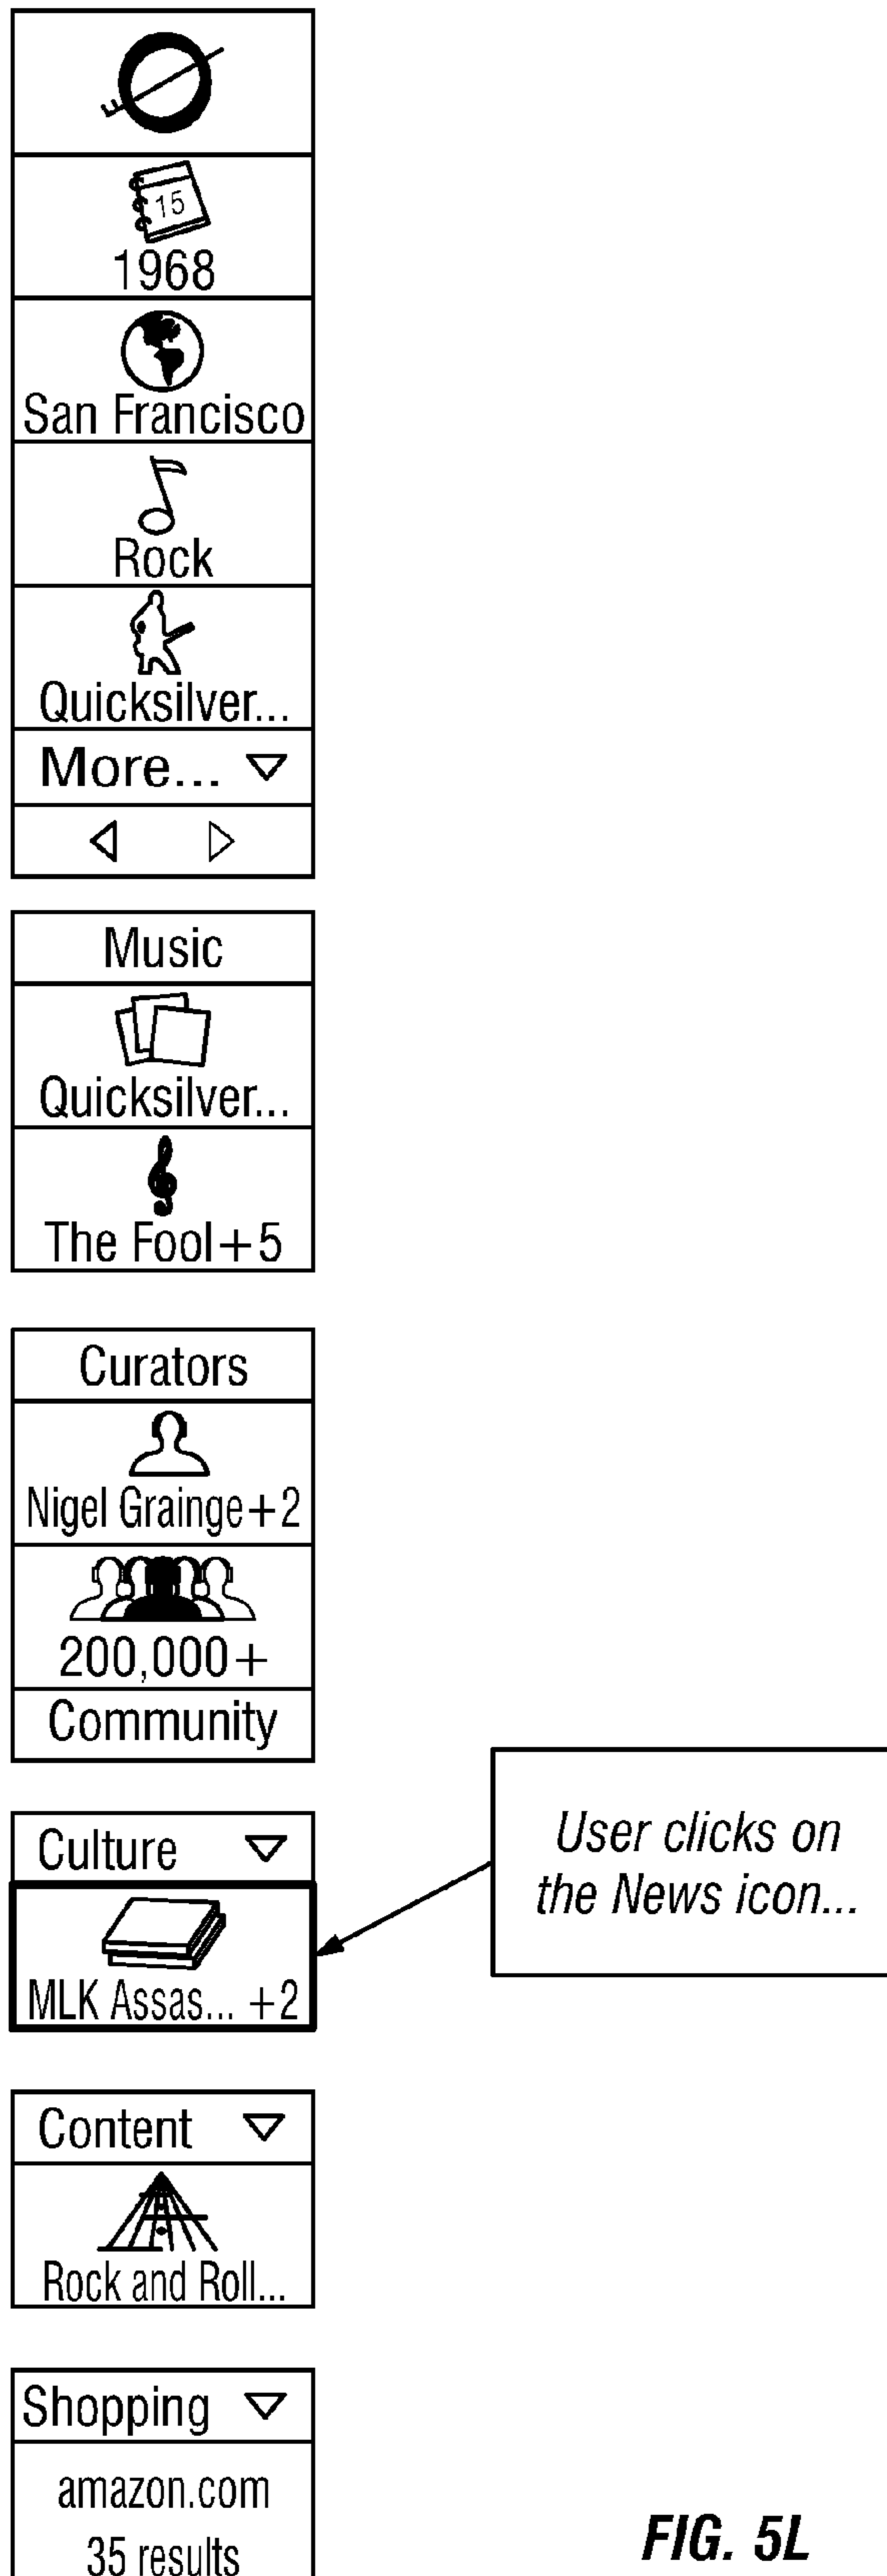 15
1968
San Francisco
Rock
Quicksilver...
More...
Music
Quicksilver...
The Fool+5
Curators
Nigel Grainge+2
200,000+
Community
Culture
User clicks on
the News icon...
MLK Assas... +2
Content
Rock and Roll...
Shopping
amazon.com
35 results
FIG. 5L